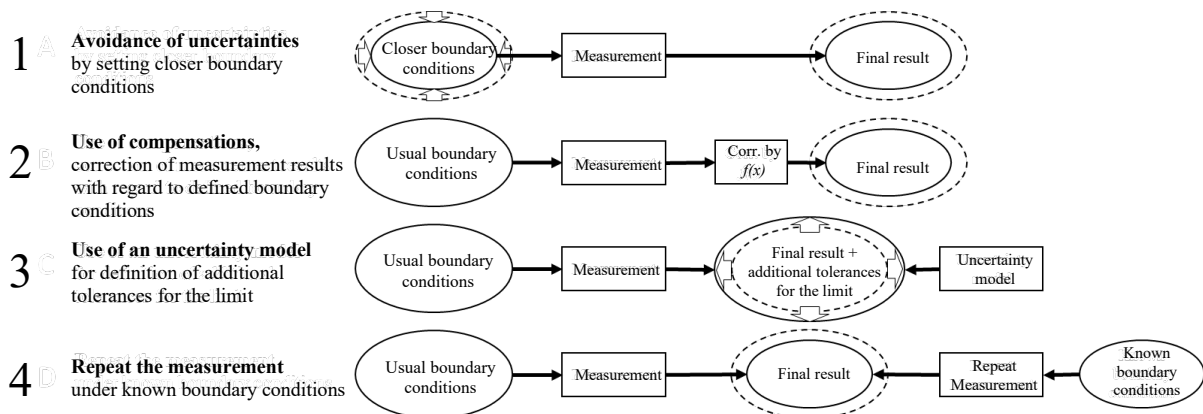 1 A Avoidance of uncertainties
by setting closer boundary
conditions
Closer boundary
conditions
Measurement
Final result
2 B Use of compensations,
correction of measurement results
with regard to defined boundary
conditions
Usual boundary
conditions
Measurement
Corr. by
f(x)
Final result
3 C Use of an uncertainty model
for definition of additional
tolerances for the limit
Usual boundary
conditions
Measurement
Final result +
additional tolerances
for the limit
Uncertainty
model
4 D Repeat the measurement
under known boundary conditions
Usual boundary
conditions
Measurement
Final result
Repeat
Measurement
Known
boundary
conditions